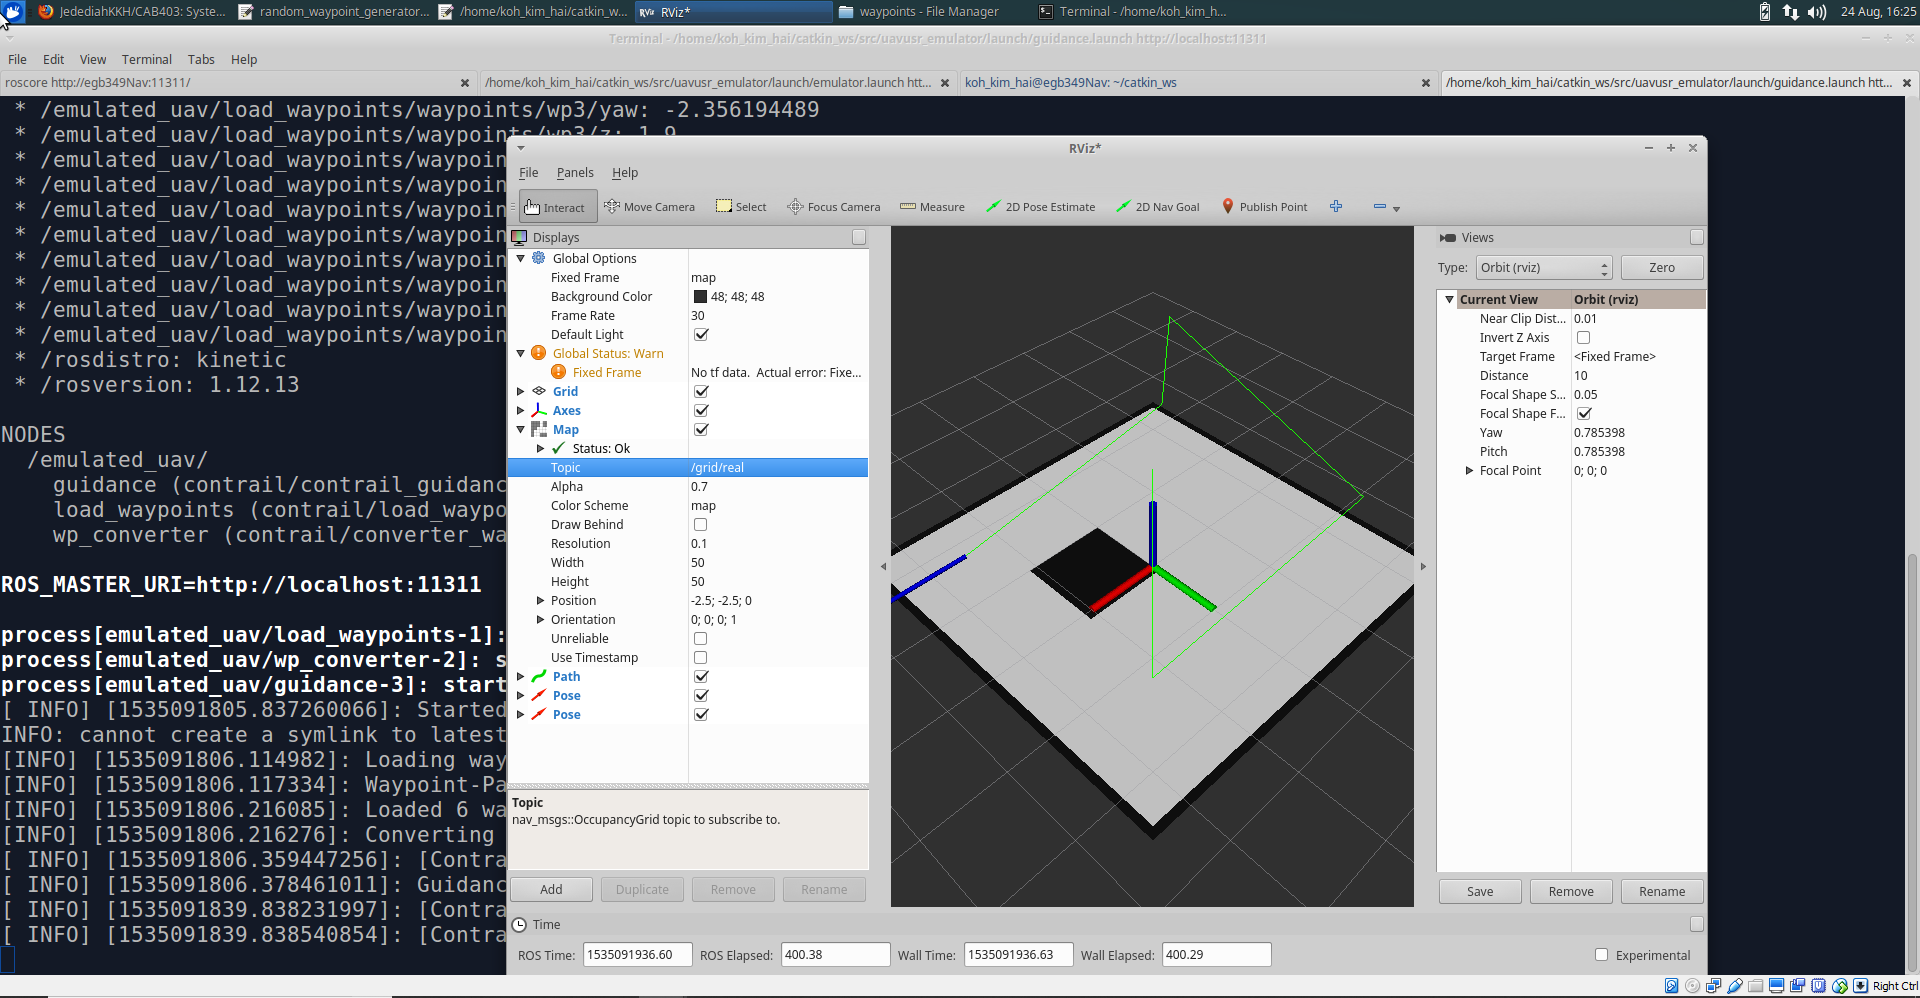 JedediahKKH/CAB403: Syste...
random_waypoint_generator...
/home/koh_kim_hai/catkin_w...
RViz*
waypoints - File Manager
Terminal - /home/koh_kim_h...
24 Aug, 16:25
Terminal - /home/koh_kim_hai/catkin_ws/src/uavusr_emulator/launch/guidance.launch http://localhost:11311
File Edit View Terminal Tabs Help
roscore http://egb349Nav:11311/
/home/koh_kim_hai/catkin_ws/src/uavusr_emulator/launch/emulator.launch htt...
koh_kim_hai@egb349Nav: ~/catkin_ws
/home/koh_kim_hai/catkin_ws/src/uavusr_emulator/launch/guidance.launch htt...
* /emulated_uav/load_waypoints/waypoints/wp3/yaw: -2.356194489
* /emulated_uav/load_waypoints/waypoints/wp3/z: 1.9
* /emulated_uav/load_waypoints/waypoin
* /emulated_uav/load_waypoints/waypoin
* /emulated_uav/load_waypoints/waypoin
* /emulated_uav/load_waypoints/waypoin
* /emulated_uav/load_waypoints/waypoin
* /emulated_uav/load_waypoints/waypoin
* /emulated_uav/load_waypoints/waypoin
* /emulated_uav/load_waypoints/waypoin
* /rosdistro: kinetic
* /rosversion: 1.12.13
NODES
/emulated_uav/
guidance (contrail/contrail_guidanc
load_waypoints (contrail/load_waypo
wp_converter (contrail/converter_wa
ROS_MASTER_URI=http://localhost:11311
process[emulated_uav/load_waypoints-1]:
process[emulated_uav/wp_converter-2]: s
process[emulated_uav/guidance-3]: start
[ INFO] [1535091805.837260066]: Started
INFO: cannot create a symlink to latest
[INFO] [1535091806.114982]: Loading way
[INFO] [1535091806.117334]: Waypoint-Pa
[INFO] [1535091806.216085]: Loaded 6 wa
[INFO] [1535091806.216276]: Converting
[ INFO] [1535091806.359447256]: [Contra
[ INFO] [1535091806.378461011]: Guidanc
[ INFO] [1535091839.838231997]: [Contra
[ INFO] [1535091839.838540854]: [Contra
RViz*
File Panels Help
Interact Move Camera Select Focus Camera Measure 2D Pose Estimate 2D Nav Goal Publish Point
Displays
Global Options
Fixed Frame map
Background Color 48; 48; 48
Frame Rate 30
Default Light
Global Status: Warn
Fixed Frame No tf data. Actual error: Fixe...
Grid
Axes
Map
Status: Ok
Topic /grid/real
Alpha 0.7
Color Scheme map
Draw Behind
Resolution 0.1
Width 50
Height 50
Position -2.5; -2.5; 0
Orientation 0; 0; 0; 1
Unreliable
Use Timestamp
Path
Pose
Pose
Topic
nav_msgs::OccupancyGrid topic to subscribe to.
Add Duplicate Remove Rename
Views
Type: Orbit (rviz) Zero
Current View Orbit (rviz)
Near Clip Dist... 0.01
Invert Z Axis
Target Frame <Fixed Frame>
Distance 10
Focal Shape S... 0.05
Focal Shape F...
Yaw 0.785398
Pitch 0.785398
Focal Point 0; 0; 0
Save Remove Rename
Time
ROS Time: 1535091936.60 ROS Elapsed: 400.38 Wall Time: 1535091936.63 Wall Elapsed: 400.29 Experimental
Right Ctrl